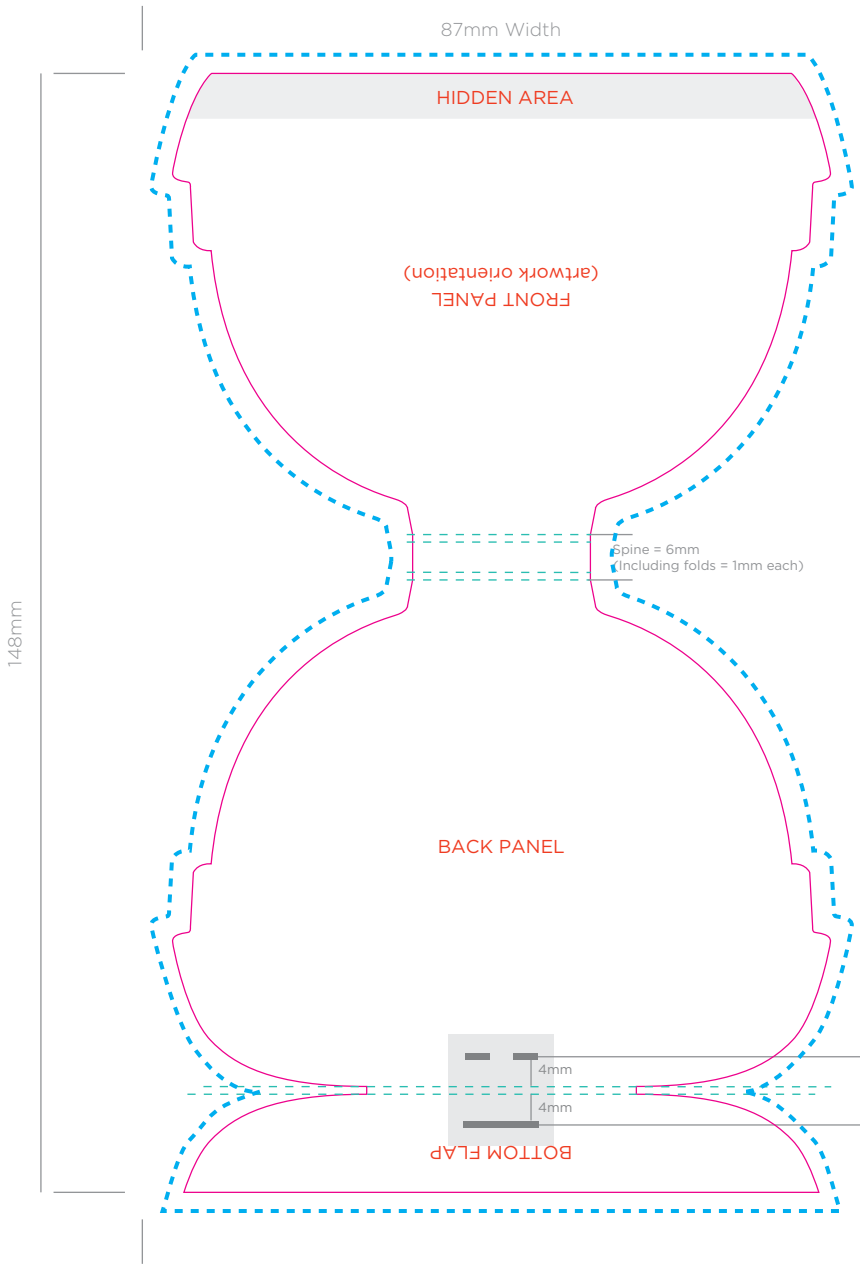 87mm Width
HIDDEN AREA
FRONT PANEL
(artwork orientation)
Spine = 6mm
(Including folds = 1mm each)
148mm
BACK PANEL
4mm
4mm
BOTTOM FLAP